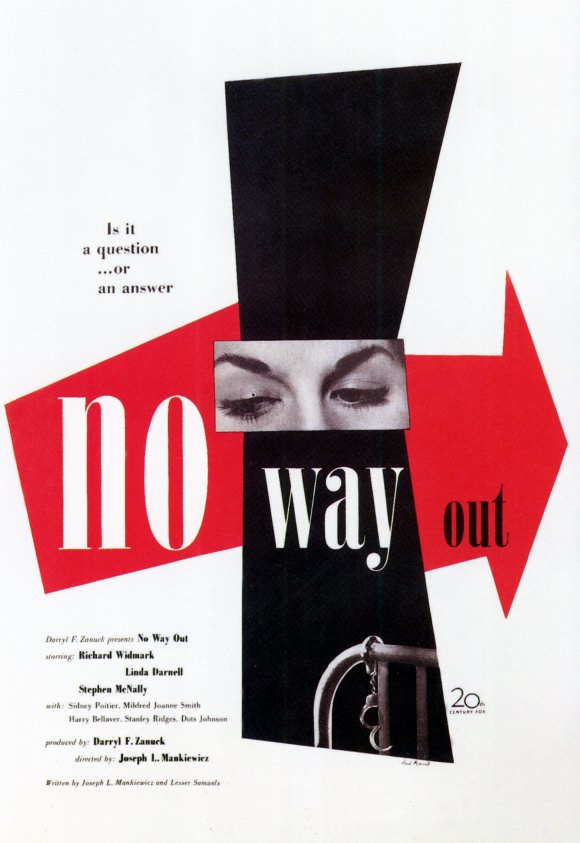 Is it
a question
...or
an answer
no way out
Darryl F. Zanuck presents No Way Out
starring: Richard Widmark
Linda Darnell
Stephen McNally
with: Sidney Poitier, Mildred Joanne Smith
Harry Bellaver, Stanley Ridges, Dots Johnson
produced by: Darryl F. Zanuck
directed by: Joseph L. Mankiewicz
Written by Joseph L. Mankiewicz and Lesser Samuels
20th
CENTURY-FOX